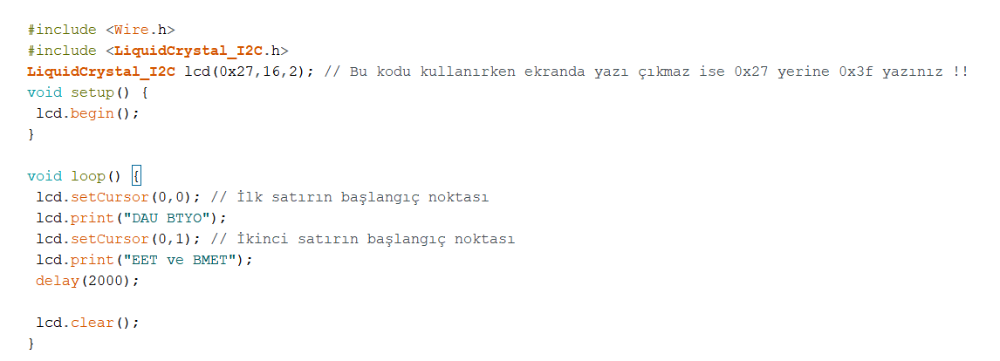 #include <Wire.h>
#include <LiquidCrystal_I2C.h>
LiquidCrystal_I2C lcd(0x27,16,2); // Bu kodu kullanırken ekranda yazı çıkmaz ise 0x27 yerine 0x3f yazınız !!
void setup() {
 lcd.begin();
}

void loop() {
 lcd.setCursor(0,0); // İlk satırın başlangıç noktası
 lcd.print("DAU BTYO");
 lcd.setCursor(0,1); // İkinci satırın başlangıç noktası
 lcd.print("EET ve BMET");
 delay(2000);

 lcd.clear();
}